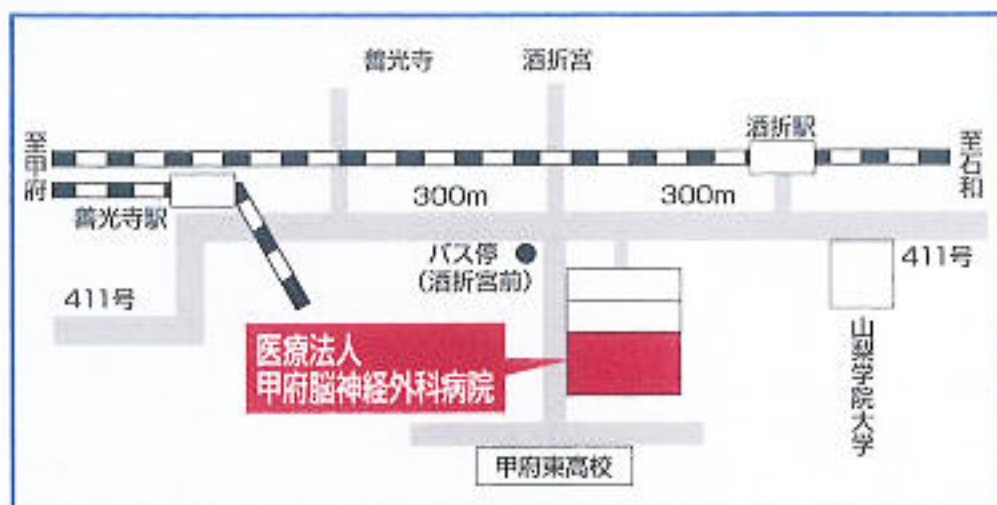 善光寺
酒折宮
酒折駅
至甲府
至石和
300m
300m
善光寺駅
バス停
(酒折宮前)
411号
411号
医療法人
甲府脳神経外科病院
山梨学院大学
甲府東高校